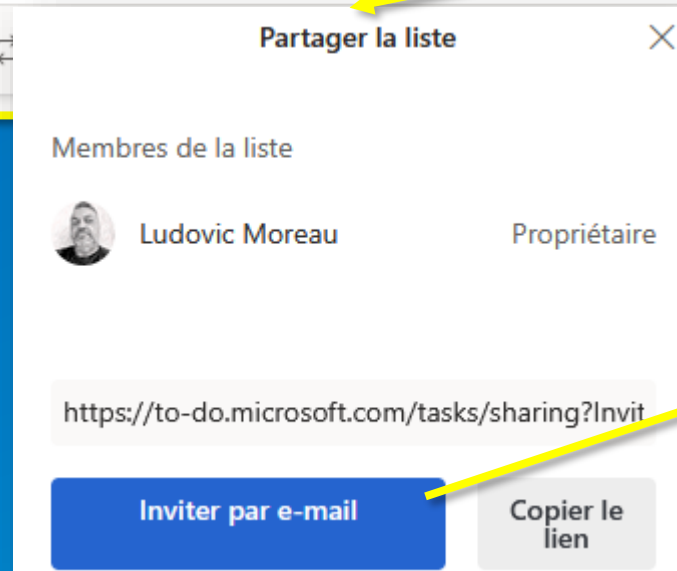 Partager la liste
Membres de la liste
Ludovic Moreau Propriétaire
https://to-do.microsoft.com/tasks/sharing?Invit
Inviter par e-mail
Copier le
lien